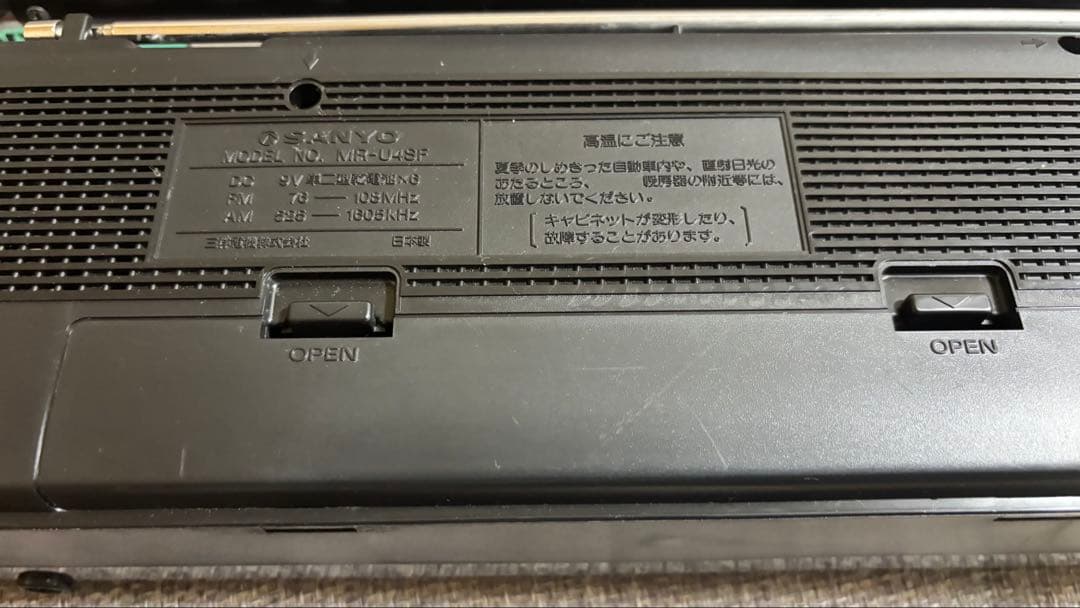 SANYO
MODEL NO. MR-U4SF
DC 9V 単二型乾電池×6
FM 76 — 108MHz
AM 526 — 1605KHz
三洋電機株式会社 日本製
高温にご注意
夏季のしめきった自動車内や、直射日光の
あたるところ、 暖房器の附近等には、
放置しないでください。
[キャビネットが変形したり、
故障することがあります。]
OPEN
OPEN